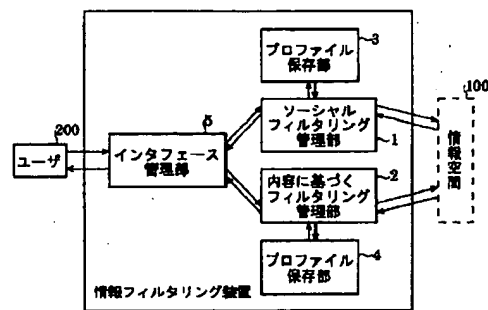 プロファイル
保存部
3
ソーシャル
フィルタリング
管理部
1
100
情報空間
200
ユーザ
5
インタフェース
管理部
内容に基づく
フィルタリング
管理部
2
プロファイル
保存部
4
情報フィルタリング装置